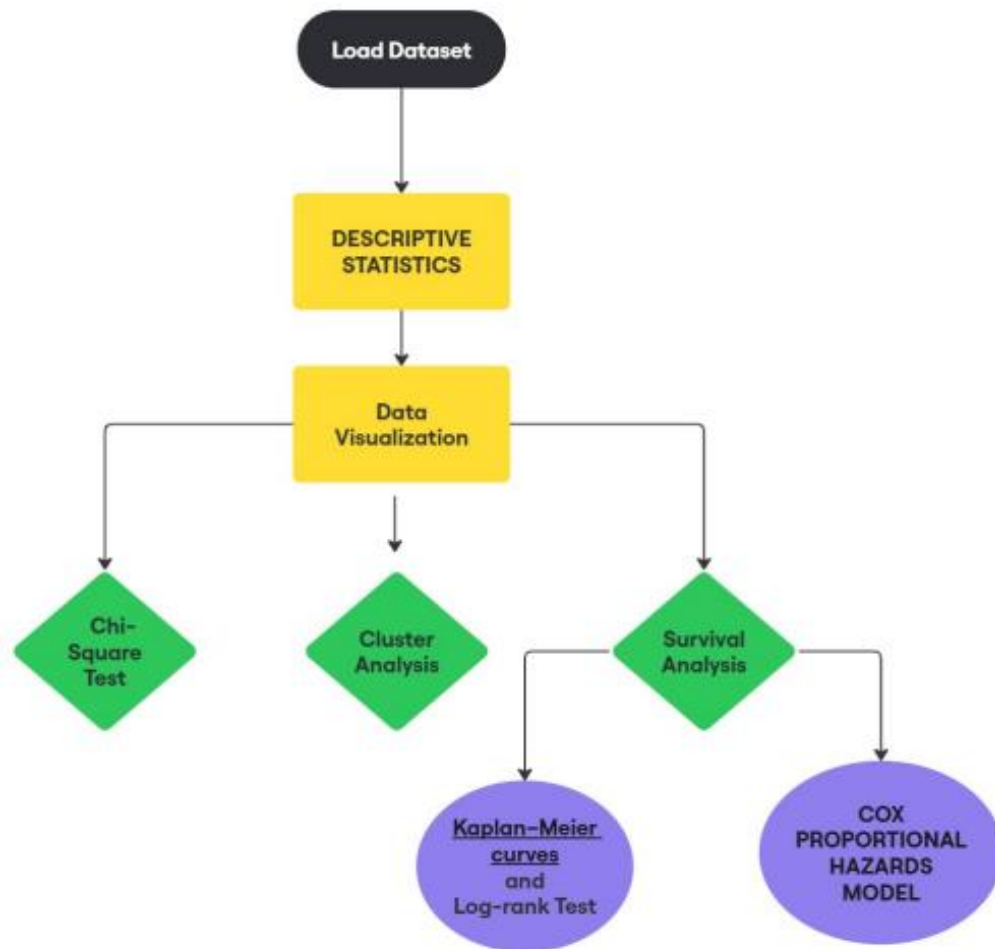 Load Dataset
DESCRIPTIVE
STATISTICS
Data
Visualization
Chi-
Square
Test
Cluster
Analysis
Survival
Analysis
Kaplan-Meier
curves
and
Log-rank Test
COX
PROPORTIONAL
HAZARDS
MODEL